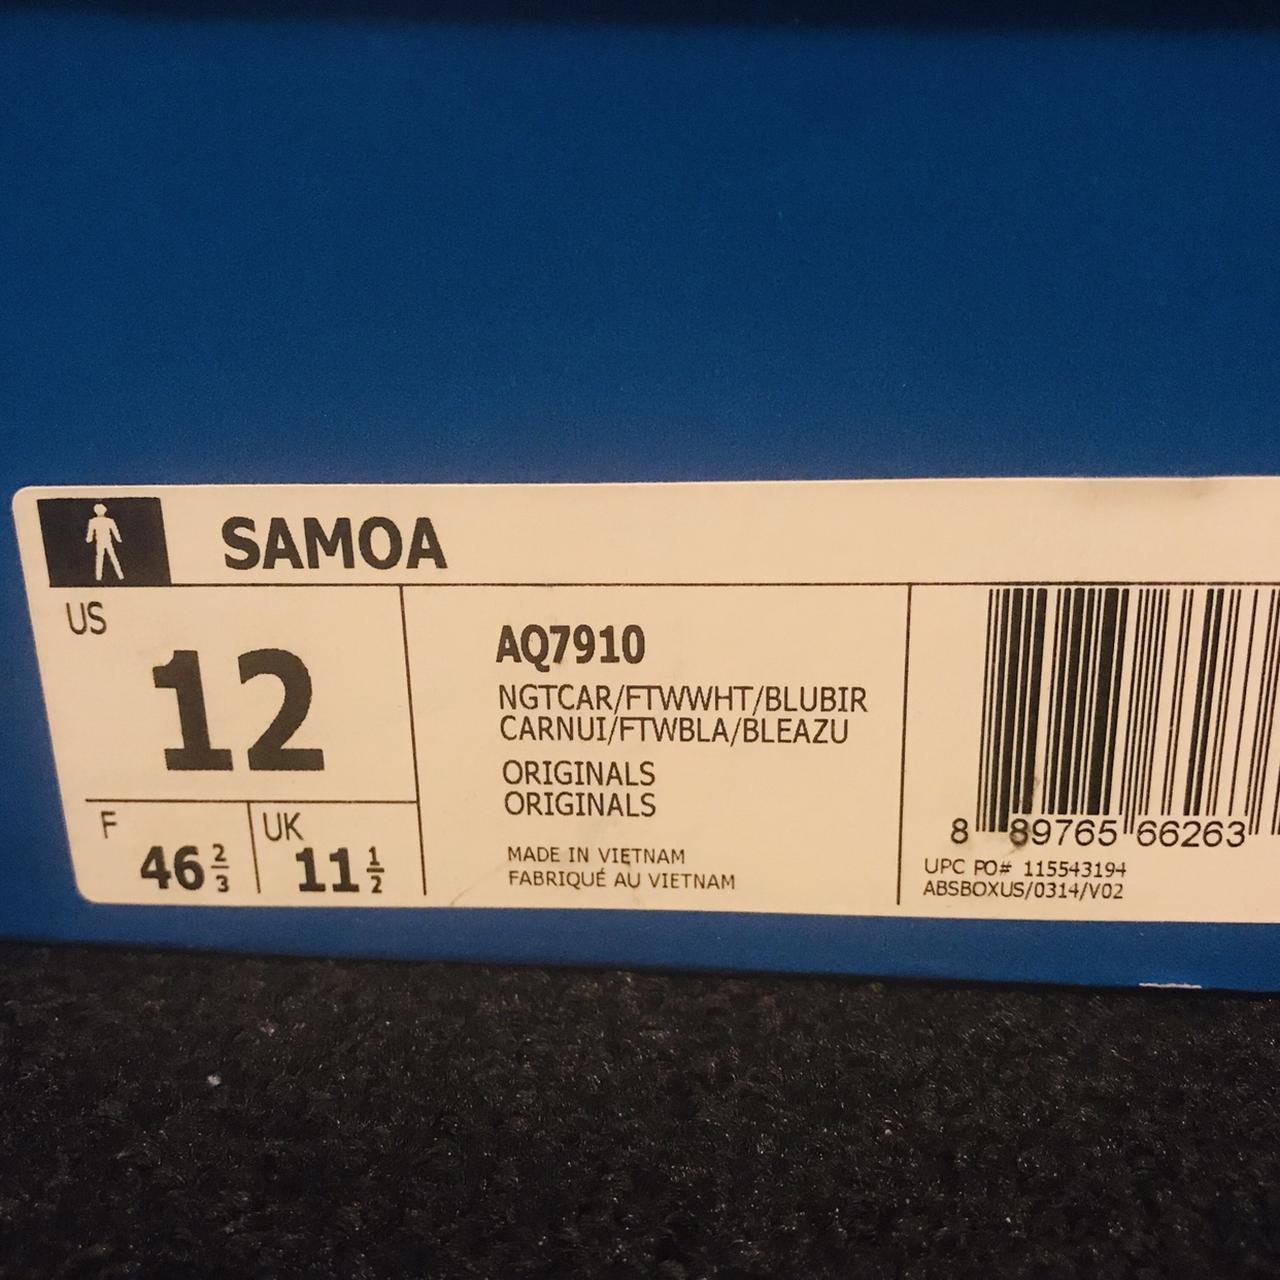 SAMOA
US
12
F
46 2/3
UK
11 1/2
AQ7910
NGTCAR/FTWWHT/BLUBIR
CARNUI/FTWBLA/BLEAZU
ORIGINALS
ORIGINALS
MADE IN VIETNAM
FABRIQUÉ AU VIETNAM
8 89765 66263
UPC PO# 115543194
ABSBOXUS/0314/V02